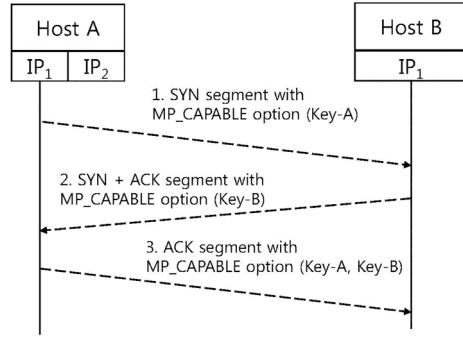 Host A
Host B
IP1
IP2
IP1
1. SYN segment with
MP_CAPABLE option (Key-A)
2. SYN + ACK segment with
MP_CAPABLE option (Key-B)
3. ACK segment with
MP_CAPABLE option (Key-A, Key-B)